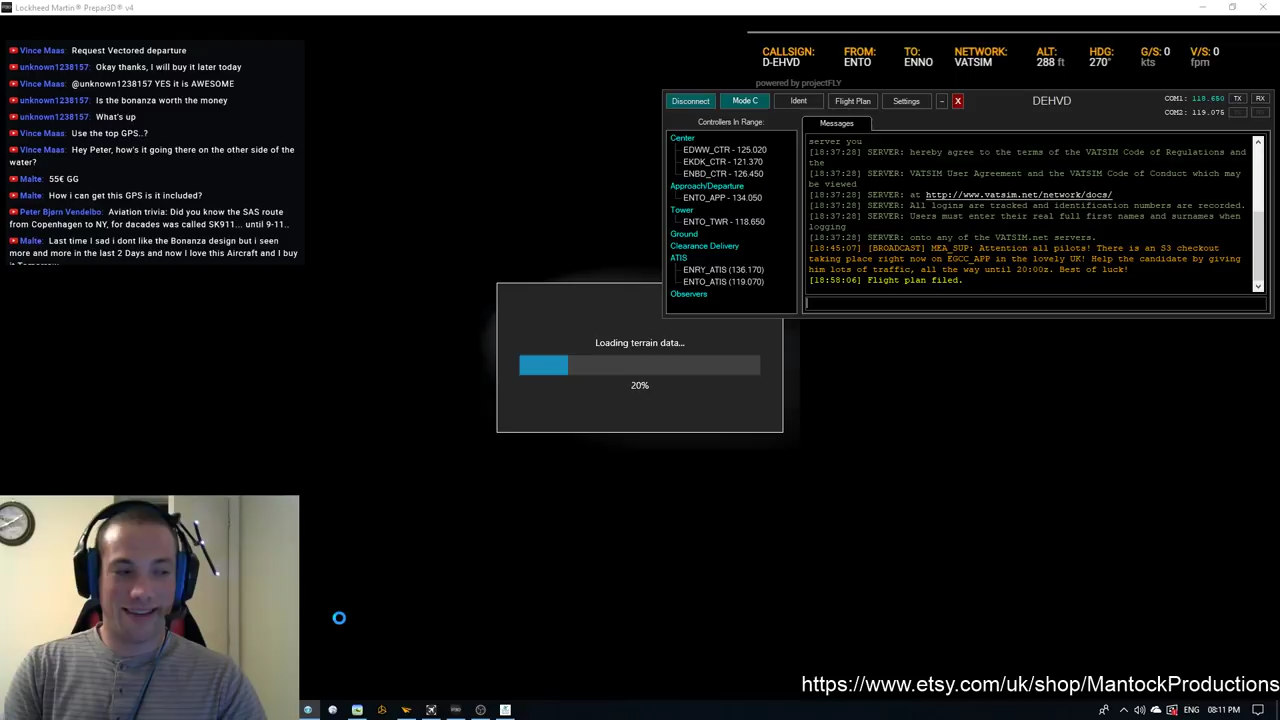 Lockheed Martin® Prepar3D® v4
Vince Maas: Request Vectored departure
unknown1238157: Okay thanks, I will buy it later today
Vince Maas: @unknown1238157 YES it is AWESOME
unknown1238157: Is the bonanza worth the money
unknown1238157: What's up
Vince Maas: Use the top GPS..?
Vince Maas: Hey Peter, how's it going there on the other side of the
water?
Malte: 55€ GG
Malte: How i can get this GPS is it included?
Peter Bjørn Vendelbo: Aviation trivia: Did you know the SAS route
from Copenhagen to NY, for dacades was called SK911... until 9-11..
Malte: Last time I sad i dont like the Bonanza design but i seen
more and more in the last 2 Days and now I love this Aircraft and I buy
it Tomorrow
CALLSIGN: FROM: TO: NETWORK: ALT: HDG: G/S: 0 V/S: 0
D-EHVD ENTO ENNO VATSIM 288 ft 270° kts fpm
powered by projectFLY
Disconnect Mode C Ident Flight Plan Settings – X DEHVD COM1: 118.650 TX RX
COM2: 119.075
Controllers In Range:
Center
EDWW_CTR - 125.020
EKDK_CTR - 121.370
ENBD_CTR - 126.450
Approach/Departure
ENTO_APP - 134.050
Tower
ENTO_TWR - 118.650
Ground
Clearance Delivery
ATIS
ENRY_ATIS (136.170)
ENTO_ATIS (119.070)
Observers
Messages
server you
[18:37:28] SERVER: hereby agree to the terms of the VATSIM Code of Regulations and
the
[18:37:28] SERVER: VATSIM User Agreement and the VATSIM Code of Conduct which may
be viewed
[18:37:28] SERVER: at http://www.vatsim.net/network/docs/
[18:37:28] SERVER: All logins are tracked and identification numbers are recorded.
[18:37:28] SERVER: Users must enter their real full first names and surnames when
logging
[18:37:28] SERVER: onto any of the VATSIM.net servers.
[18:45:07] [BROADCAST] MEA_SUP: Attention all pilots! There is an S3 checkout
taking place right now on EGCC_APP in the lovely UK! Help the candidate by giving
him lots of traffic, all the way until 20:00z. Best of luck!
[18:58:06] Flight plan filed.
Loading terrain data...
20%
https://www.etsy.com/uk/shop/MantockProductions
ENG 08:11 PM